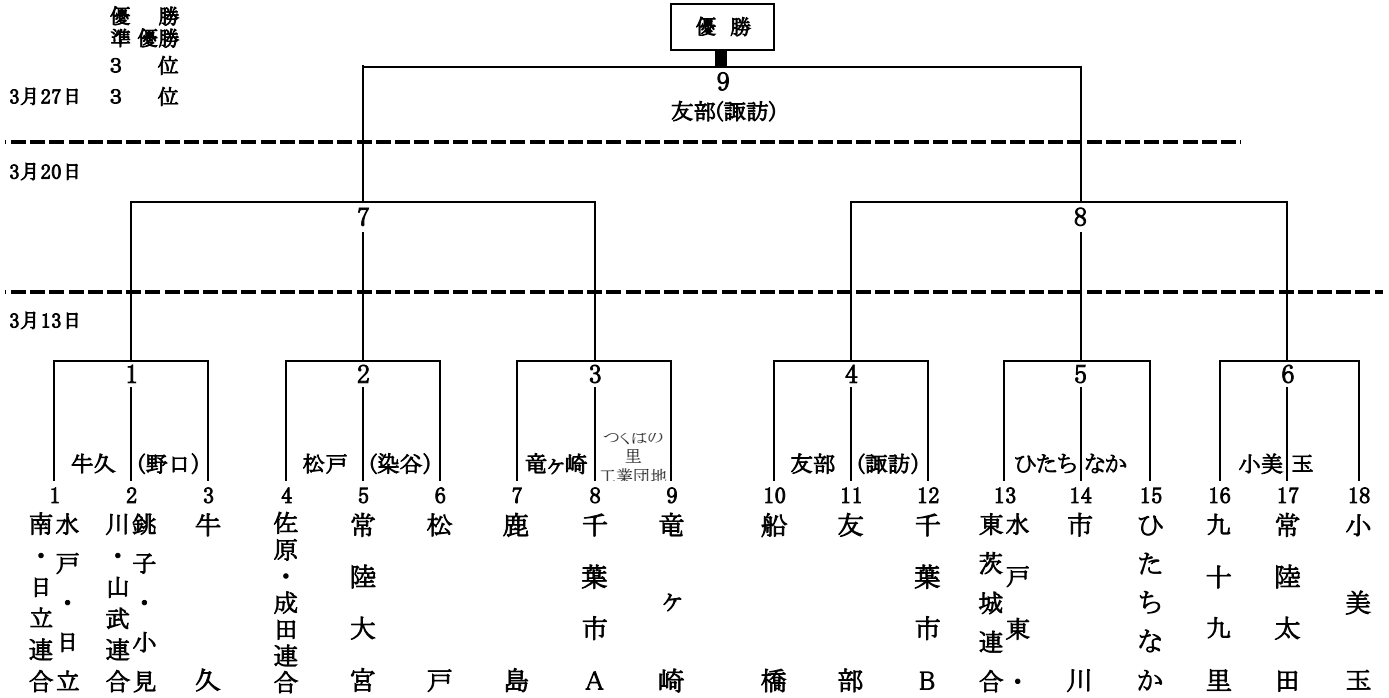 優勝
準優勝
3位
3月27日 3位
優勝
9
友部(諏訪)
3月20日
7
8
3月13日
1
2
3
4
5
6
牛久(野口)
松戸(染谷)
竜ヶ崎
つくばの
里
工業団地
友部(諏訪)
ひたちなか
小美玉
1
2
3
4
5
6
7
8
9
10
11
12
13
14
15
16
17
18
水戸・日立
南・日立連合
銚子・小見
川・山武連合
牛久
佐原・成田連合
常陸大宮
松戸
鹿島
千葉市A
竜ヶ崎
船橋
友部
千葉市B
水戸東・
東茨城連合
市川
ひたちなか
九十九里
常陸太田
小美玉